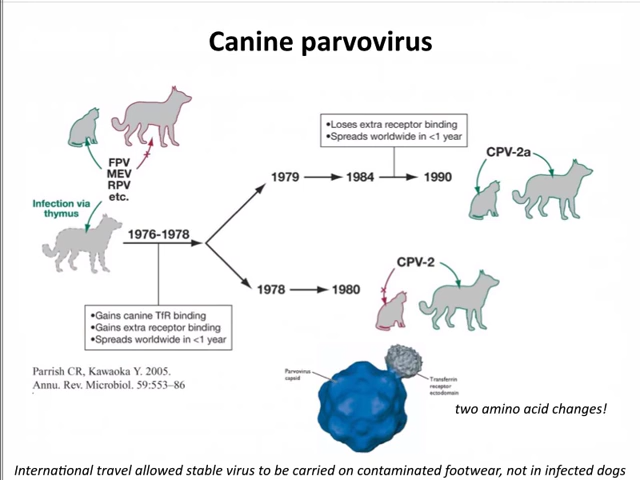 Canine parvovirus
FPV
MEV
RPV
etc.
Infection via
thymus
1976-1978
•Gains canine TfR binding
•Gains extra receptor binding
•Spreads worldwide in <1 year
•Loses extra receptor binding
•Spreads worldwide in <1 year
1979
1984
1990
CPV-2a
1978
1980
CPV-2
Parrish CR, Kawaoka Y. 2005.
Annu. Rev. Microbiol. 59:553–86
Parvovirus
capsid
Transferrin
receptor
ectodomain
two amino acid changes!
International travel allowed stable virus to be carried on contaminated footwear, not in infected dogs